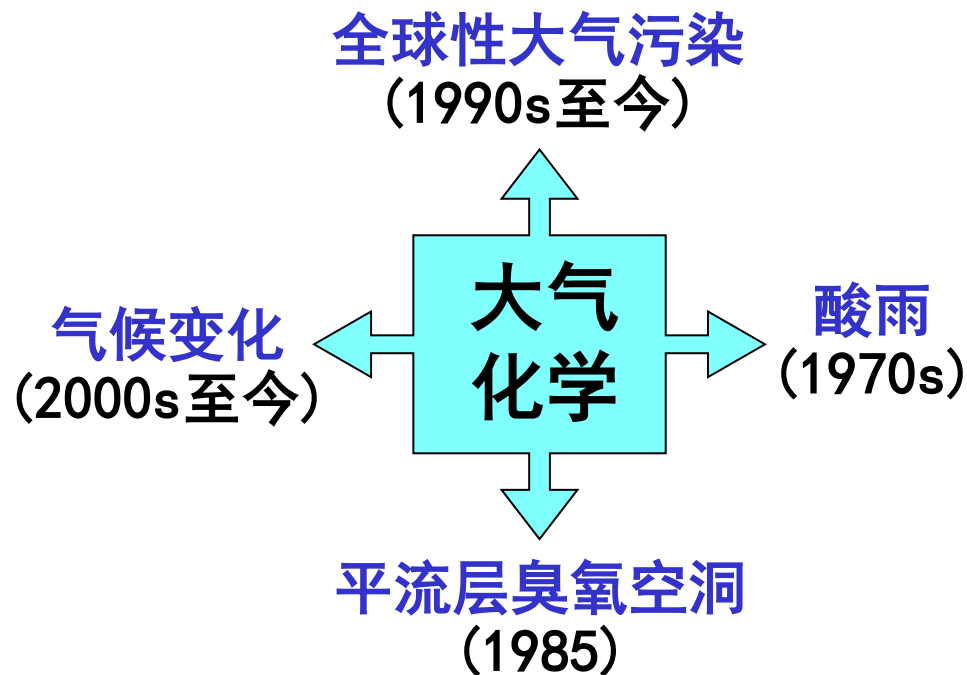 全球性大气污染
(1990s至今)
大气
化学
气候变化
(2000s至今)
酸雨
(1970s)
平流层臭氧空洞
(1985)